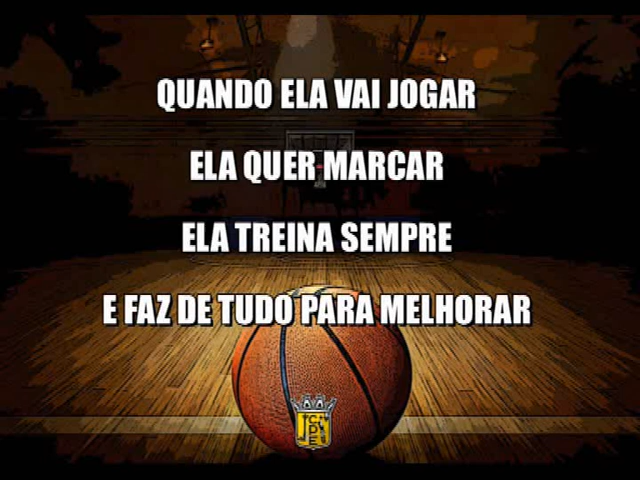 QUANDO ELA VAI JOGAR
ELA QUER MARCAR
ELA TREINA SEMPRE
E FAZ DE TUDO PARA MELHORAR